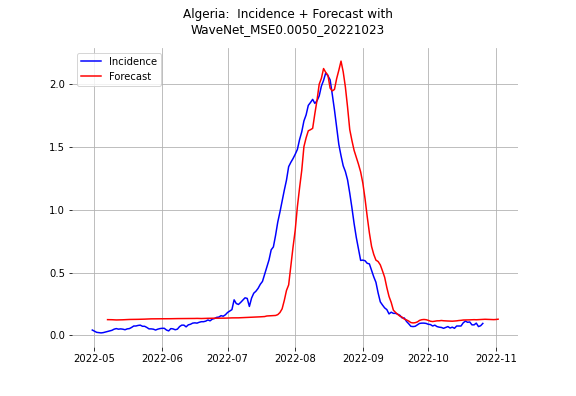 Algeria:  Incidence + Forecast with
WaveNet_MSE0.0050_20221023
Incidence
Forecast
2.0
1.5
1.0
0.5
0.0
2022-05 2022-06 2022-07 2022-08 2022-09 2022-10 2022-11